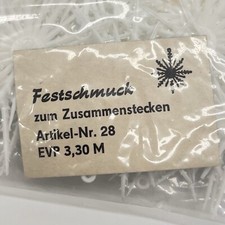 Festschmuck
zum Zusammenstecken
Artikel-Nr. 28
EVP 3,30 M